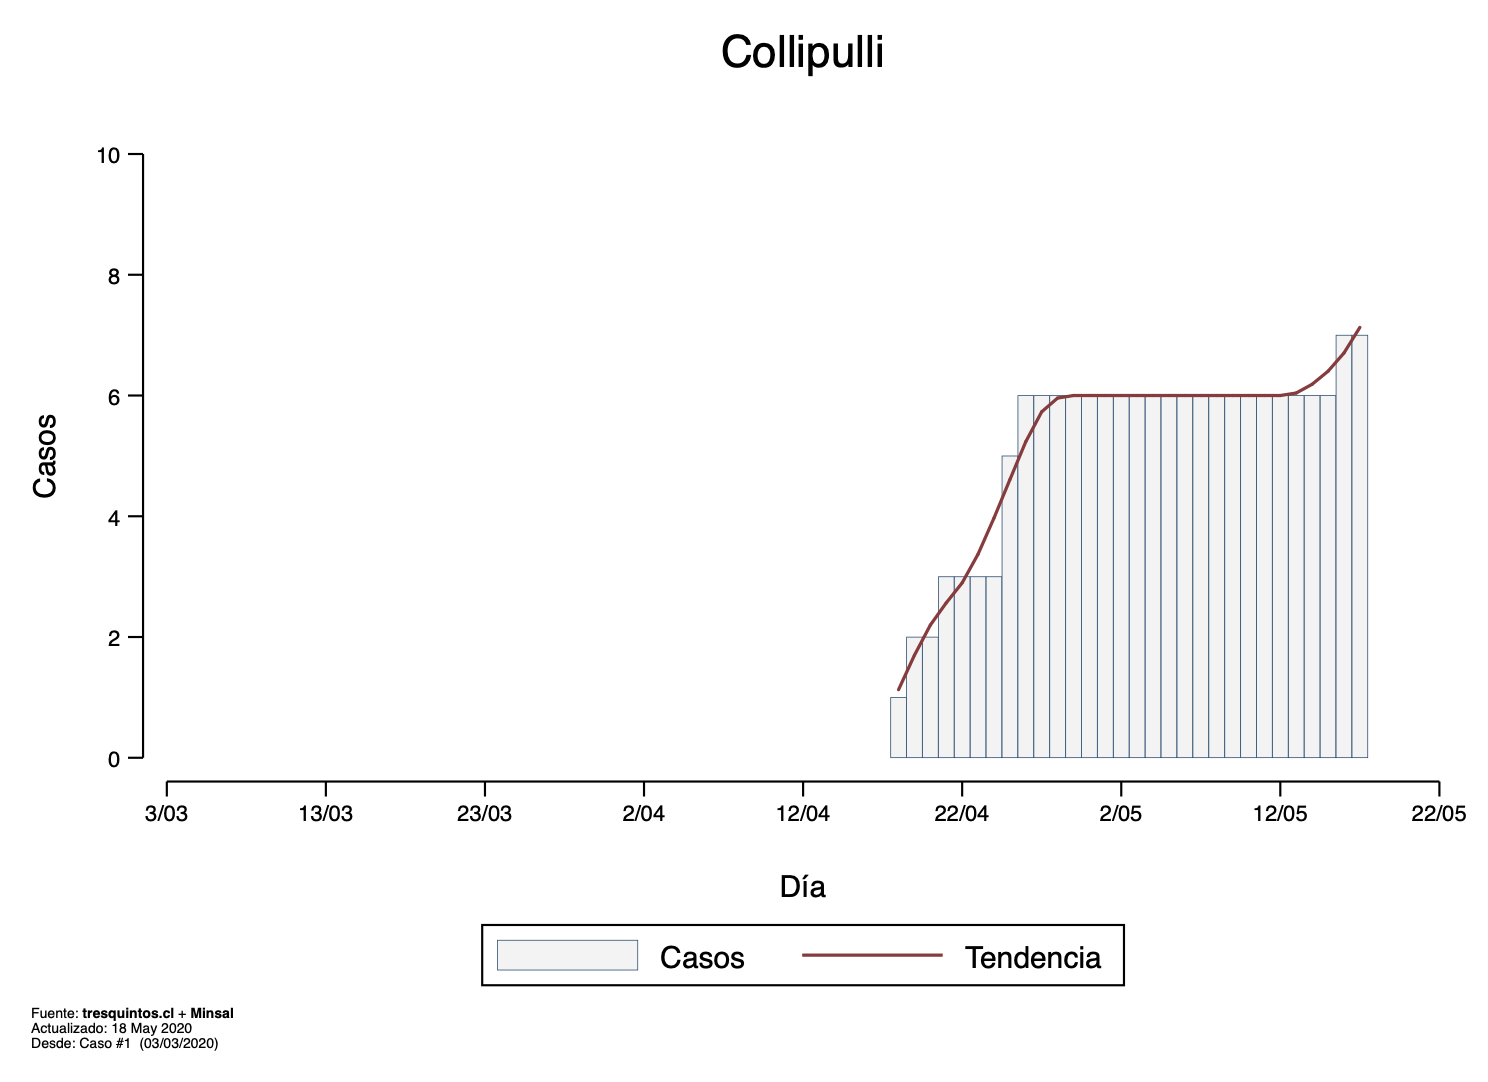 Collipulli
10
8
6
4
2
0
Casos
3/03 13/03 23/03 2/04 12/04 22/04 2/05 12/05 22/05
Día
Casos Tendencia
Fuente: tresquintos.cl + Minsal
Actualizado: 18 May 2020
Desde: Caso #1 (03/03/2020)